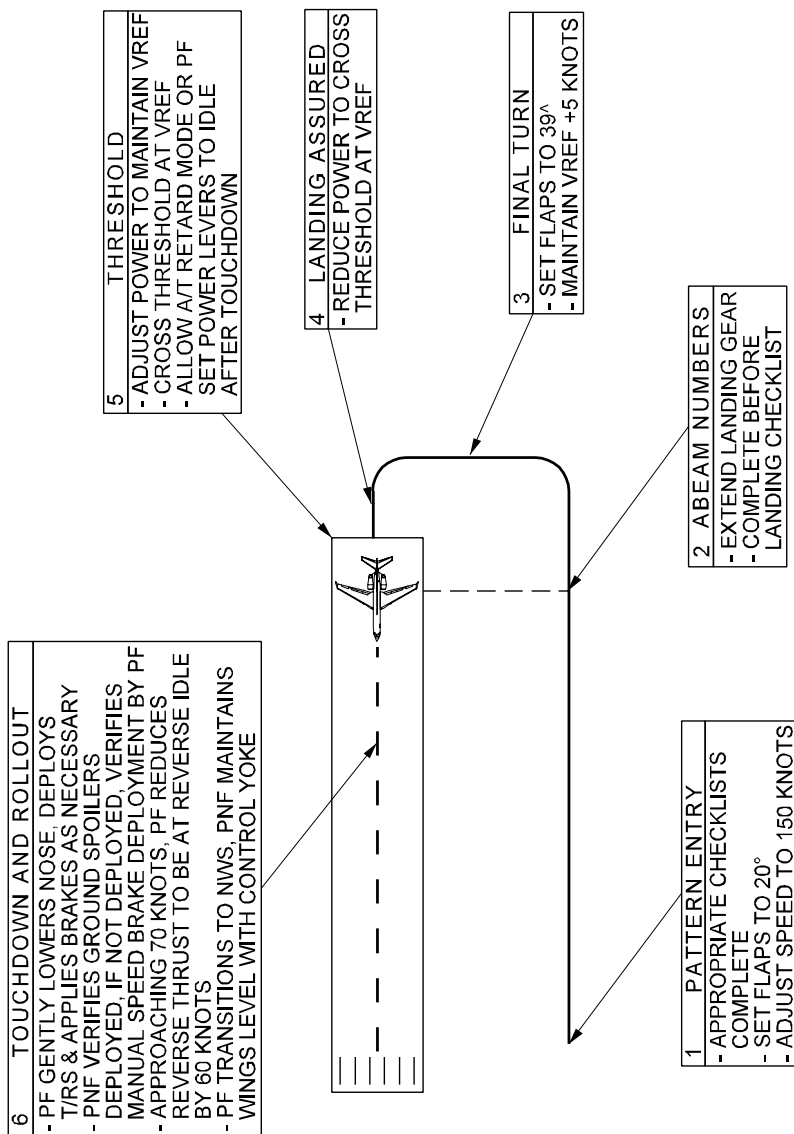 1 PATTERN ENTRY
- APPROPRIATE CHECKLISTS
COMPLETE
- SET FLAPS TO 20°
- ADJUST SPEED TO 150 KNOTS
2 ABEAM NUMBERS
- EXTEND LANDING GEAR
- COMPLETE BEFORE
LANDING CHECKLIST
3 FINAL TURN
- SET FLAPS TO 39^
- MAINTAIN VREF +5 KNOTS
4 LANDING ASSURED
- REDUCE POWER TO CROSS
THRESHOLD AT VREF
5 THRESHOLD
- ADJUST POWER TO MAINTAIN VREF
- CROSS THRESHOLD AT VREF
- ALLOW A/T RETARD MODE OR PF
SET POWER LEVERS TO IDLE
AFTER TOUCHDOWN
6 TOUCHDOWN AND ROLLOUT
- PF GENTLY LOWERS NOSE, DEPLOYS
T/RS & APPLIES BRAKES AS NECESSARY
- PNF VERIFIES GROUND SPOILERS
DEPLOYED, IF NOT DEPLOYED, VERIFIES
MANUAL SPEED BRAKE DEPLOYMENT BY PF
- APPROACHING 70 KNOTS, PF REDUCES
REVERSE THRUST TO BE AT REVERSE IDLE
BY 60 KNOTS
- PF TRANSITIONS TO NWS, PNF MAINTAINS
WINGS LEVEL WITH CONTROL YOKE